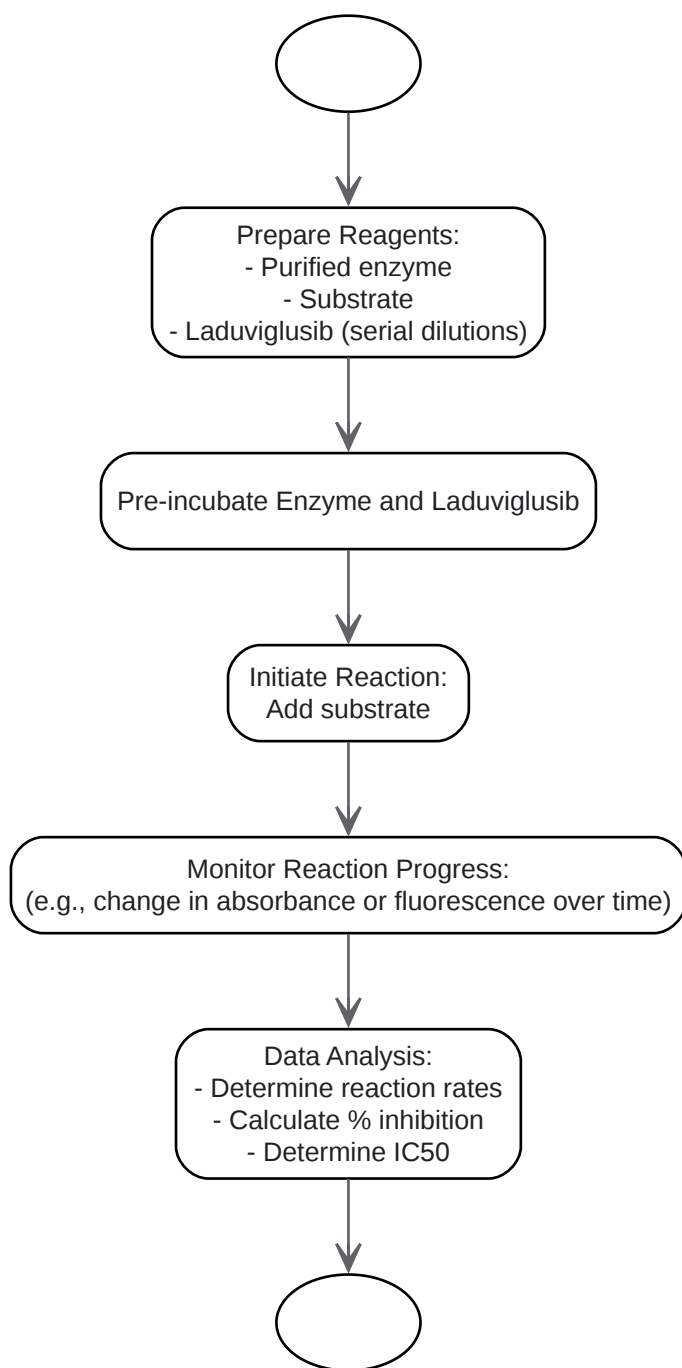 Prepare Reagents:
- Purified enzyme
- Substrate
- Laduviglusib (serial dilutions)
Pre-incubate Enzyme and Laduviglusib
Initiate Reaction:
Add substrate
Monitor Reaction Progress:
(e.g., change in absorbance or fluorescence over time)
Data Analysis:
- Determine reaction rates
- Calculate % inhibition
- Determine IC50